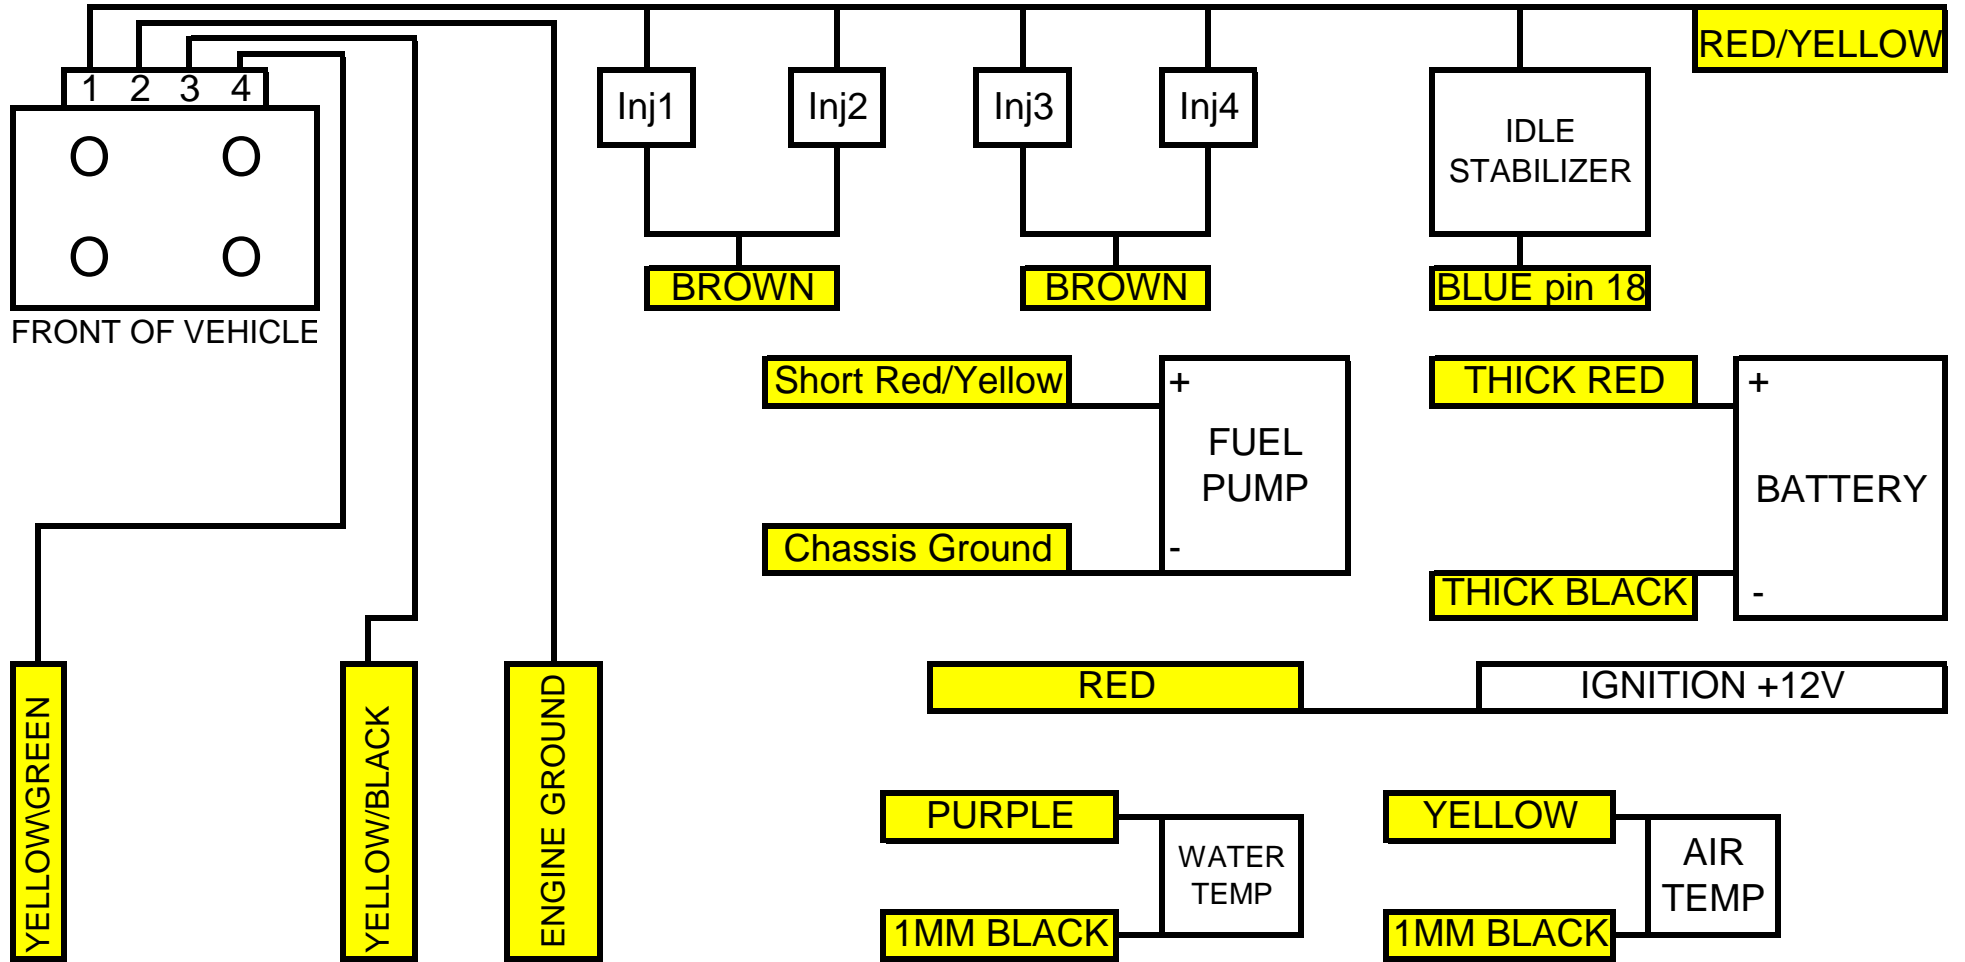 RED/YELLOW
1 2 3 4
Inj1 Inj2 Inj3 Inj4
IDLE
STABILIZER
O O
O O
BROWN
BROWN
BLUE pin 18
FRONT OF VEHICLE
Short Red/Yellow
+
FUEL
PUMP
Chassis Ground
-
THICK RED
+
BATTERY
THICK BLACK
-
RED
IGNITION +12V
YELLOW\GREEN
YELLOW/BLACK
ENGINE GROUND
PURPLE
WATER
TEMP
1MM BLACK
YELLOW
AIR
TEMP
1MM BLACK